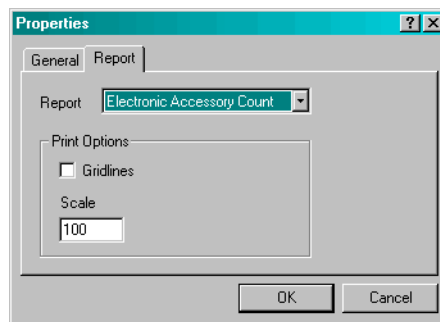 Properties
General Report
Report Electronic Accessory Count
Print Options
Gridlines
Scale
100
OK Cancel